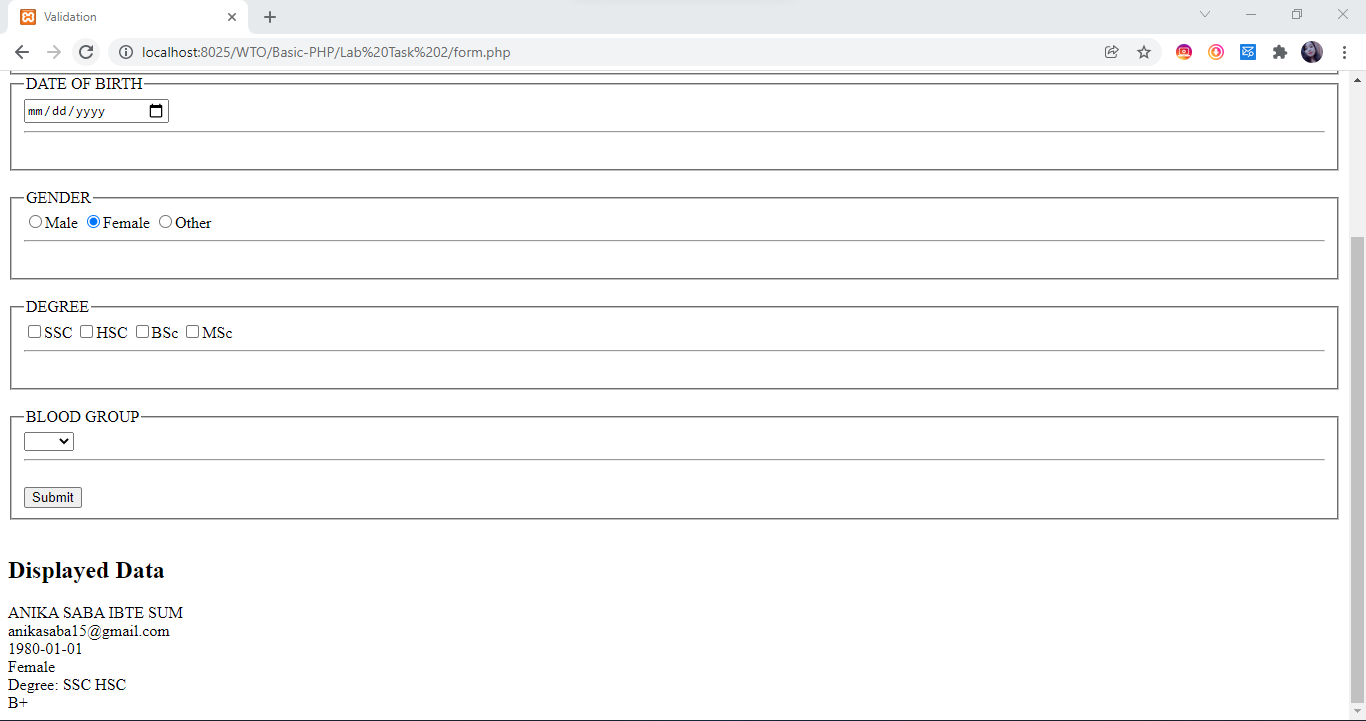 Validation
localhost:8025/WTO/Basic-PHP/Lab%20Task%202/form.php
DATE OF BIRTH
mm/dd/yyyy
GENDER
Male Female Other
DEGREE
SSC HSC BSc MSc
BLOOD GROUP
Submit
Displayed Data
ANIKA SABA IBTE SUM
anikasaba15@gmail.com
1980-01-01
Female
Degree: SSC HSC
B+